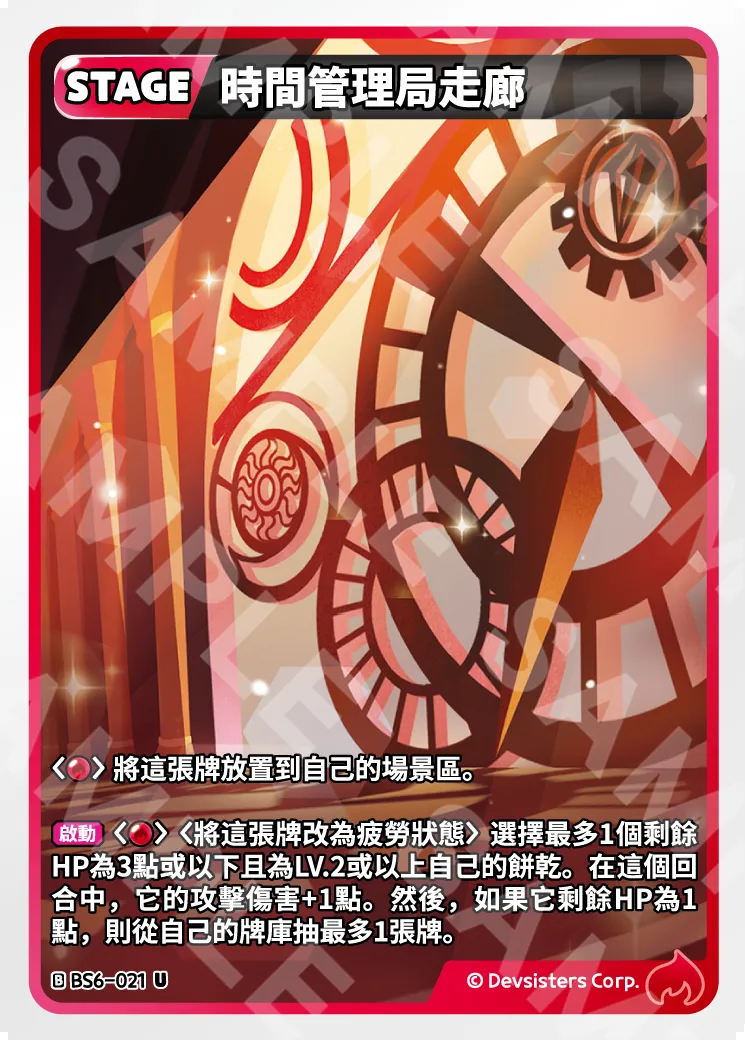 STAGE 時間管理局走廊
〈〉將這張牌放置到自己的場景區。
啟動 〈〉〈將這張牌改為疲勞狀態〉選擇最多1個剩餘
HP為3點或以下且為LV.2或以上自己的餅乾。在這個回
合中，它的攻擊傷害+1點。然後，如果它剩餘HP為1
點，則從自己的牌庫抽最多1張牌。
B BS6-021 U
© Devsisters Corp.
SAMPLE
SAMPLE
SAMPLE
SAMPLE